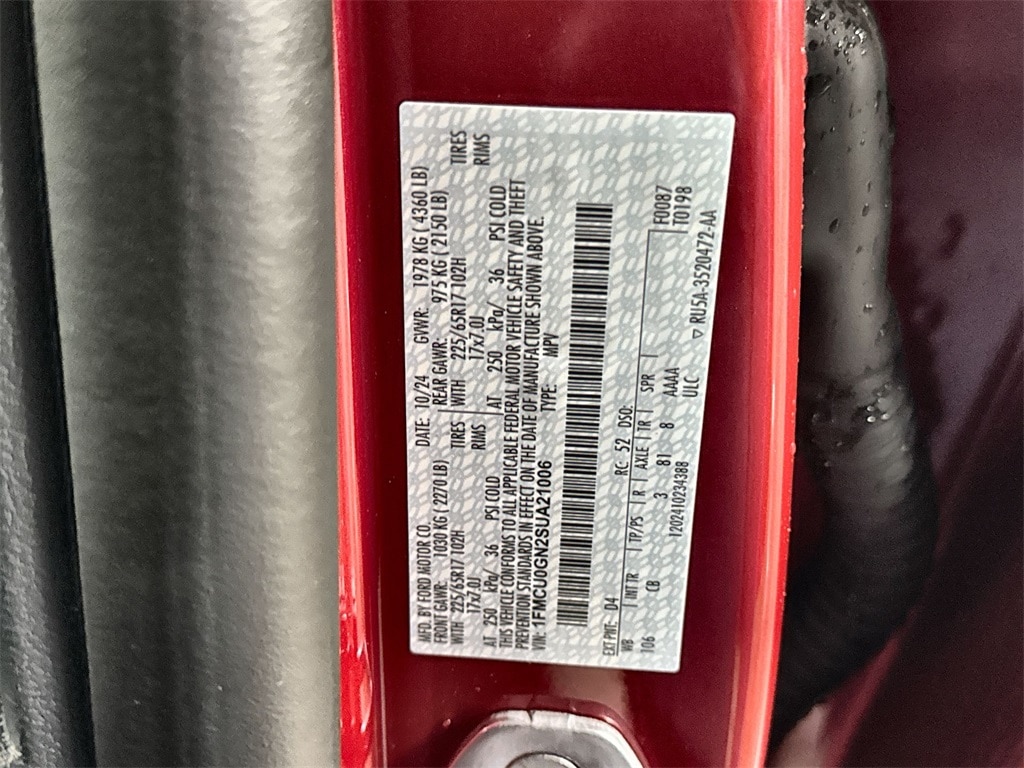 MFD. BY FORD MOTOR CO. DATE: 10/24 GVWR: 1978 KG ( 4360 LB)
FRONT GAWR: 1030 KG ( 2270 LB) REAR GAWR: 975 KG ( 2150 LB)
WITH 225/65R17 102H TIRES WITH 225/65R17 102H TIRES
17x7.0J RIMS 17x7.0J RIMS
AT 250 kPa/ 36 PSI COLD AT 250 kPa/ 36 PSI COLD
THIS VEHICLE CONFORMS TO ALL APPLICABLE FEDERAL MOTOR VEHICLE SAFETY AND THEFT
PREVENTION STANDARDS IN EFFECT ON THE DATE OF MANUFACTURE SHOWN ABOVE.
VIN: 1FMCU0GN2SUA21006 TYPE: MPV
EXT PNT: D4 RC: 52 DSO: F0087
WB INTR TP/PS R AXLE TR SPR T0198
106 CB 3 81 8 AAAA
ULC
1202410234388 ▽ RU5A-3520472-AA